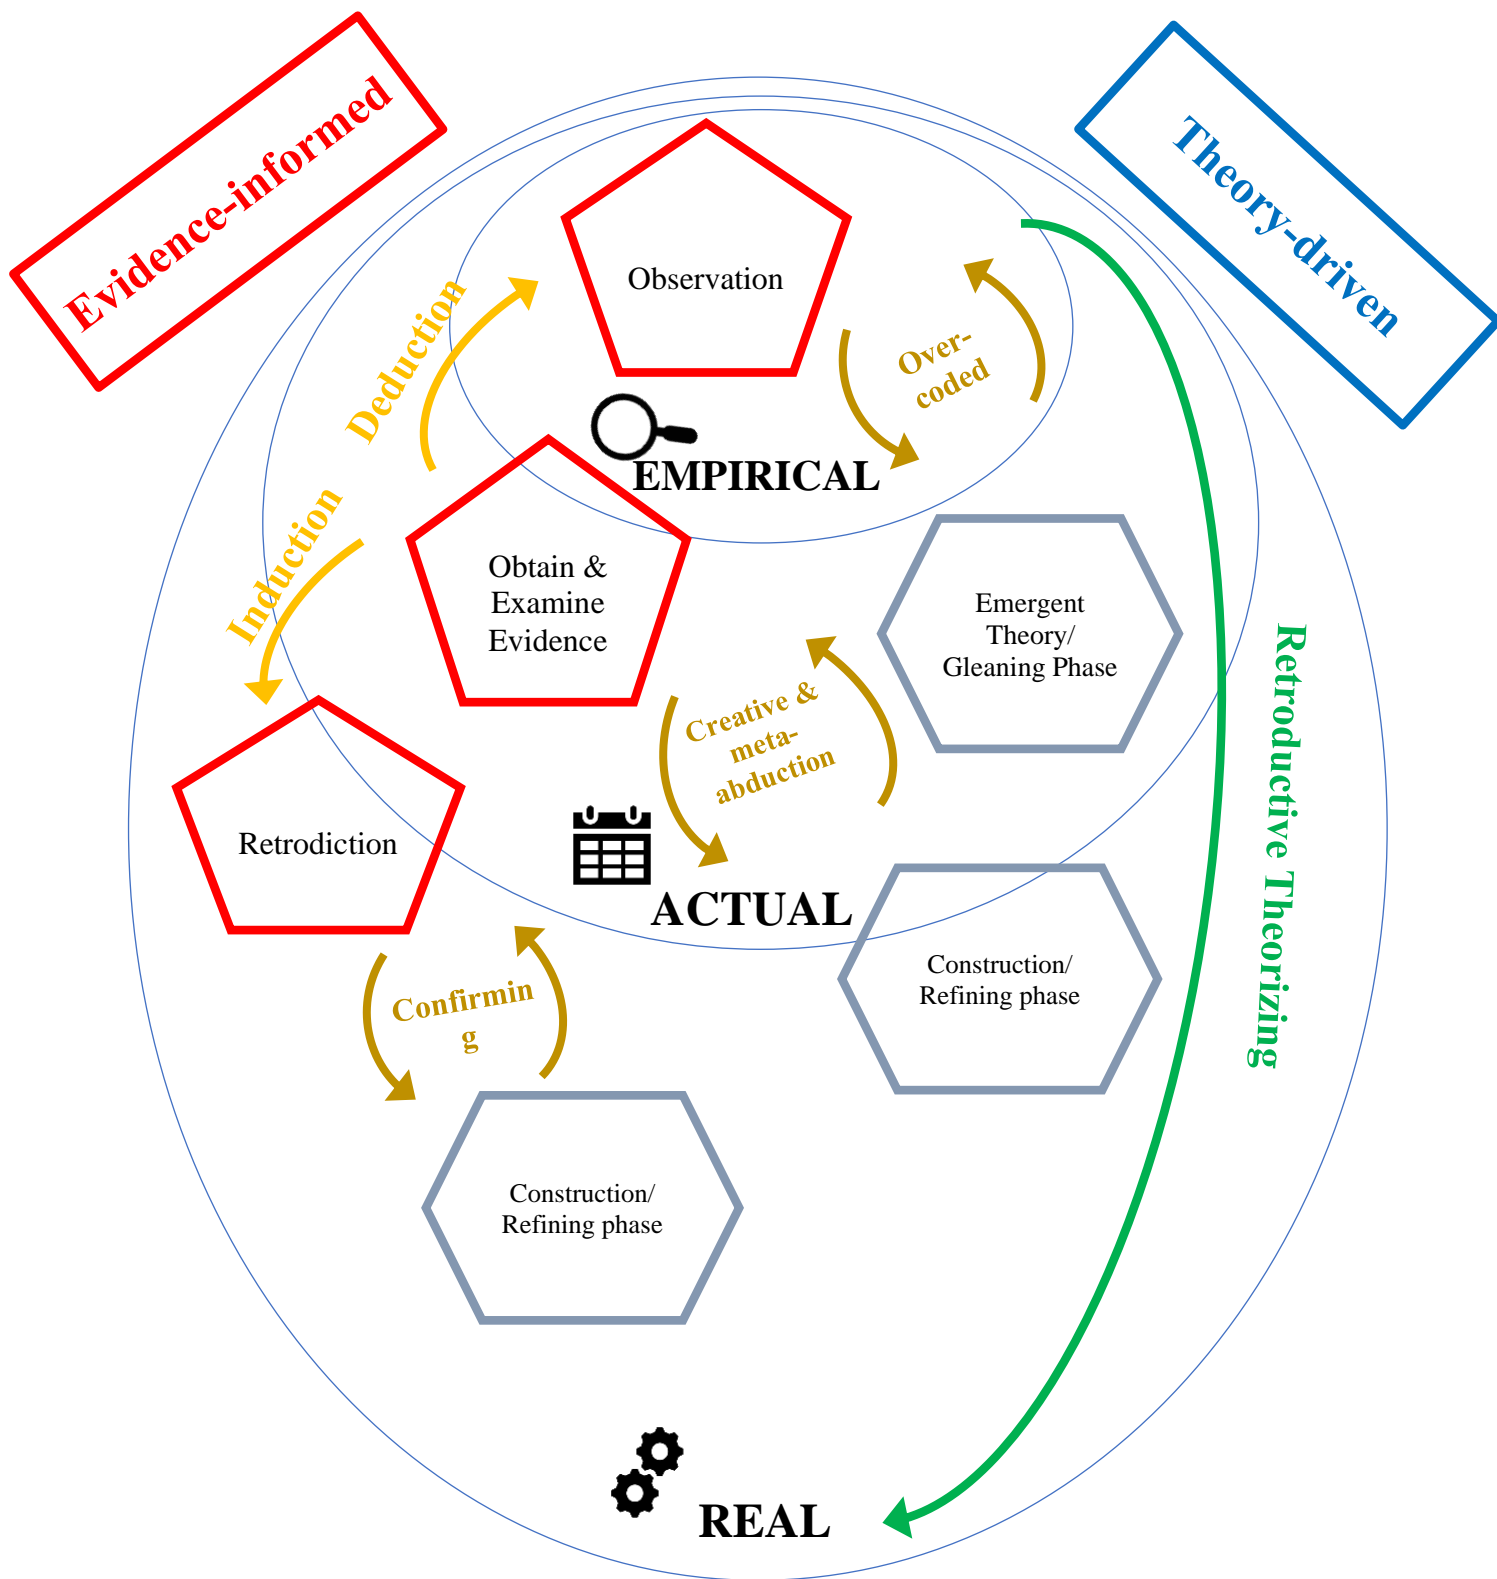 Evidence-informed
Theory-driven
Observation
Deduction
Over-
coded
EMPIRICAL
Induction
Obtain &
Examine
Evidence
Emergent
Theory/
Gleaning Phase
Creative &
meta-
abduction
Retroductive Theorizing
Retrodiction
ACTUAL
Construction/
Refining phase
Confirmin
g
Construction/
Refining phase
REAL